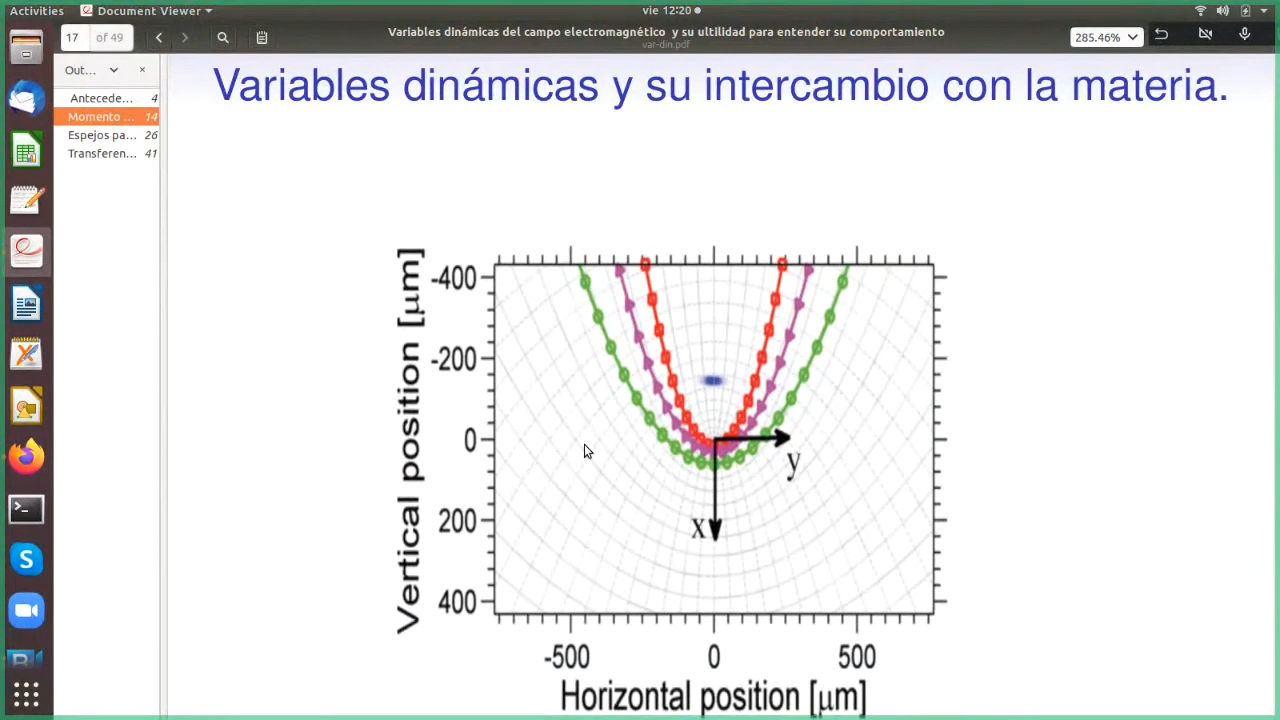 Activities
Document Viewer
vie 12:20
17
of 49
Variables dinámicas del campo electromagnético y su ultilidad para entender su comportamiento
var-din.pdf
285.46%
Out...
Antecede... 4
Momento ... 14
Espejos pa... 26
Transferen... 41
Variables dinámicas y su intercambio con la materia.
Vertical position [μm]
-400
-200
0
200
400
y
x
-500 0 500
Horizontal position [μm]